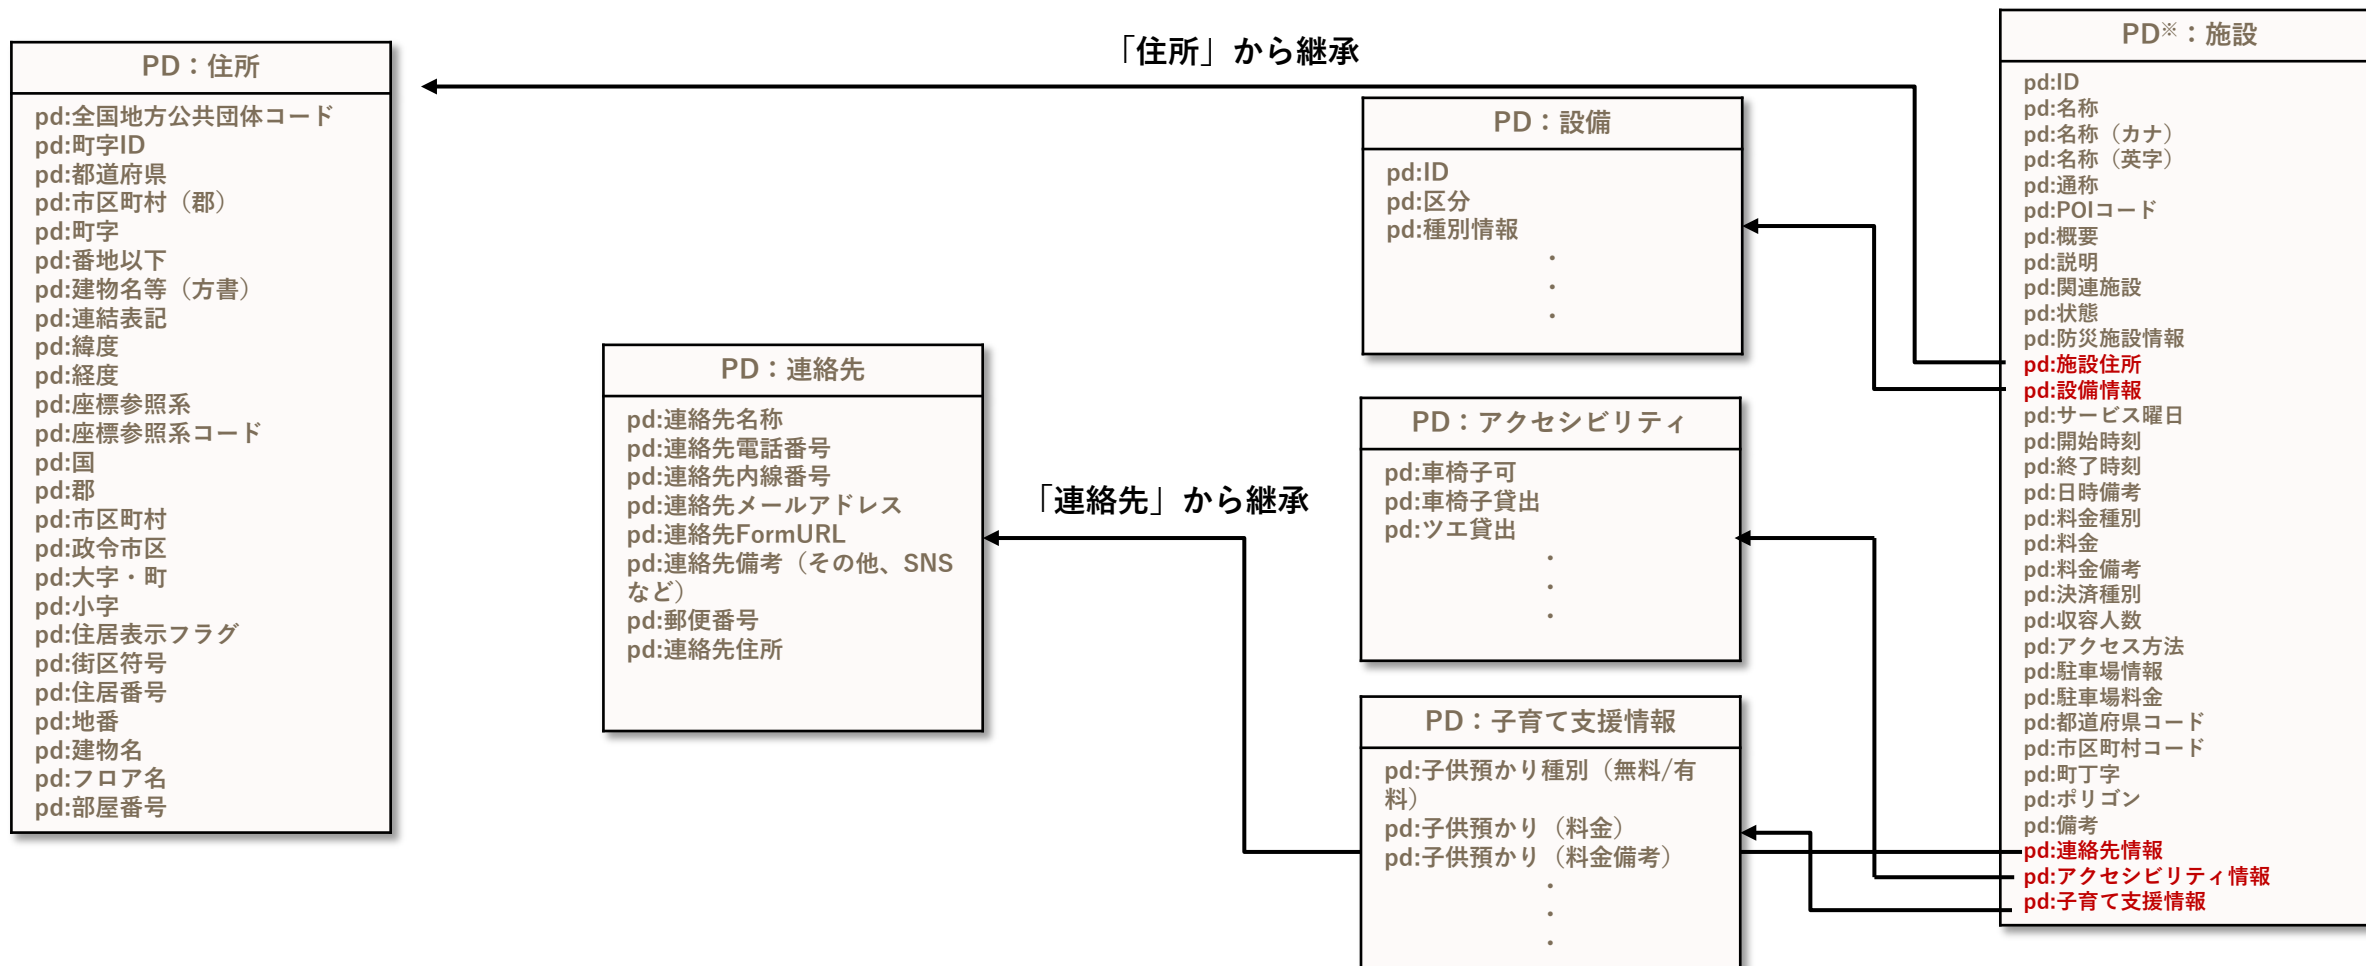 PD：住所
pd:全国地方公共団体コード
pd:町字ID
pd:都道府県
pd:市区町村（郡）
pd:町字
pd:番地以下
pd:建物名等（方書）
pd:連結表記
pd:緯度
pd:経度
pd:座標参照系
pd:座標参照系コード
pd:国
pd:郡
pd:市区町村
pd:政令市区
pd:大字・町
pd:小字
pd:住居表示フラグ
pd:街区符号
pd:住居番号
pd:地番
pd:建物名
pd:フロア名
pd:部屋番号
「住所」から継承
PD：連絡先
pd:連絡先名称
pd:連絡先電話番号
pd:連絡先内線番号
pd:連絡先メールアドレス
pd:連絡先FormURL
pd:連絡先備考（その他、SNS
など）
pd:郵便番号
pd:連絡先住所
「連絡先」から継承
PD：設備
pd:ID
pd:区分
pd:種別情報
・
・
・
PD：アクセシビリティ
pd:車椅子可
pd:車椅子貸出
pd:ツエ貸出
・
・
・
PD：子育て支援情報
pd:子供預かり種別（無料/有
料）
pd:子供預かり（料金）
pd:子供預かり（料金備考）
・
・
・
PD※：施設
pd:ID
pd:名称
pd:名称（カナ）
pd:名称（英字）
pd:通称
pd:POIコード
pd:概要
pd:説明
pd:関連施設
pd:状態
pd:防災施設情報
pd:施設住所
pd:設備情報
pd:サービス曜日
pd:開始時刻
pd:終了時刻
pd:日時備考
pd:料金種別
pd:料金
pd:料金備考
pd:決済種別
pd:収容人数
pd:アクセス方法
pd:駐車場情報
pd:駐車場料金
pd:都道府県コード
pd:市区町村コード
pd:町丁字
pd:ポリゴン
pd:備考
pd:連絡先情報
pd:アクセシビリティ情報
pd:子育て支援情報